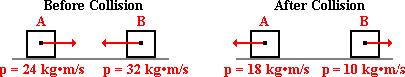 Before Collision After Collision
A B A B
p = 24 kg•m/s p = 32 kg•m/s p = 18 kg•m/s p = 10 kg•m/s